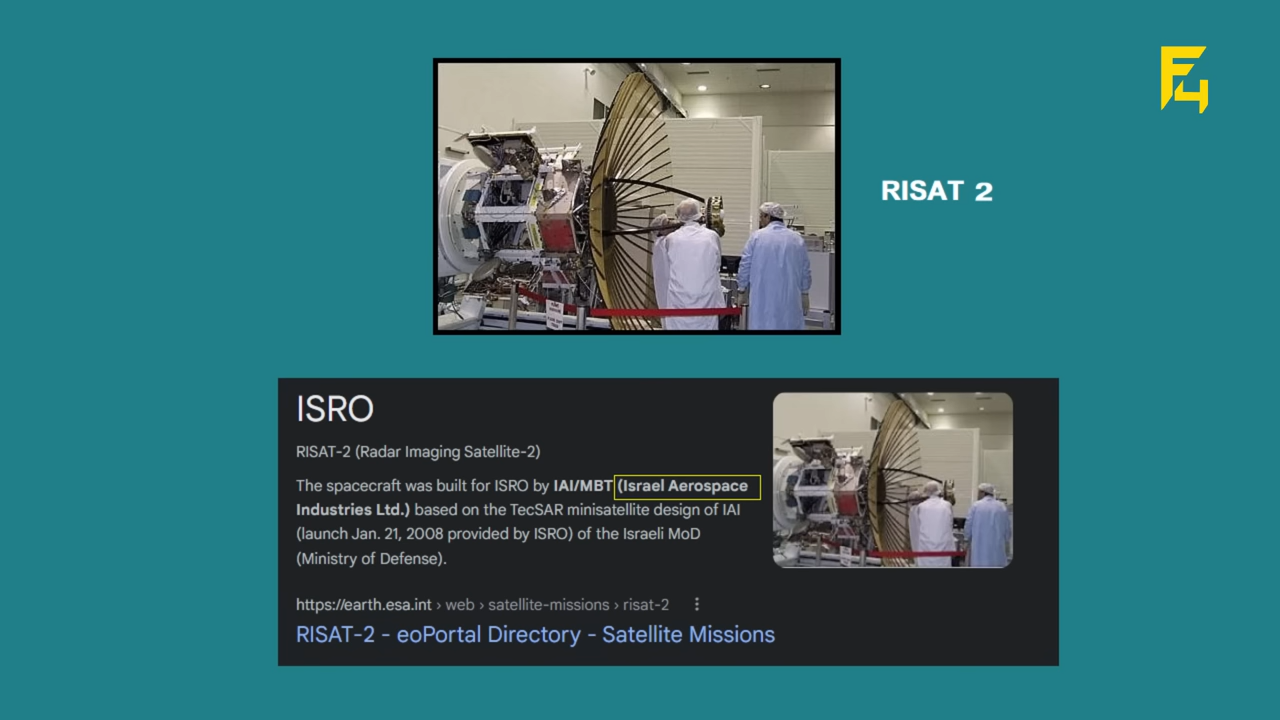 F4
RISAT 2
ISRO
RISAT-2 (Radar Imaging Satellite-2)
The spacecraft was built for ISRO by IAI/MBT (Israel Aerospace
Industries Ltd.) based on the TecSAR minisatellite design of IAI
(launch Jan. 21, 2008 provided by ISRO) of the Israeli MoD
(Ministry of Defense).
https://earth.esa.int › web › satellite-missions › risat-2
RISAT-2 - eoPortal Directory - Satellite Missions